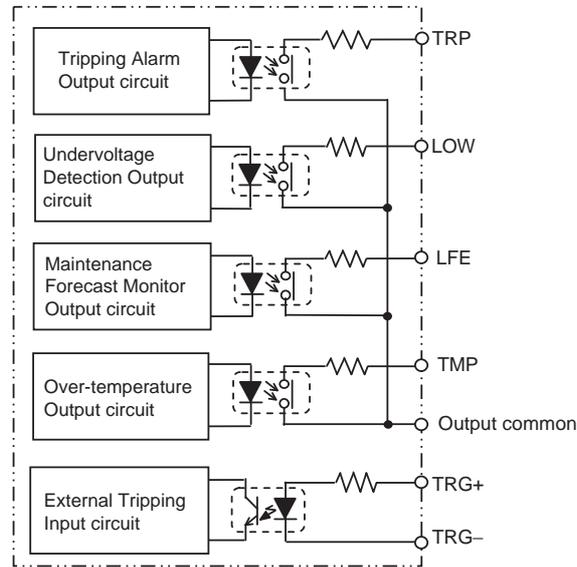 Tripping Alarm
Output circuit
TRP
Undervoltage
Detection Output
circuit
LOW
Maintenance
Forecast Monitor
Output circuit
LFE
Over-temperature
Output circuit
TMP
Output common
External Tripping
Input circuit
TRG+
TRG−